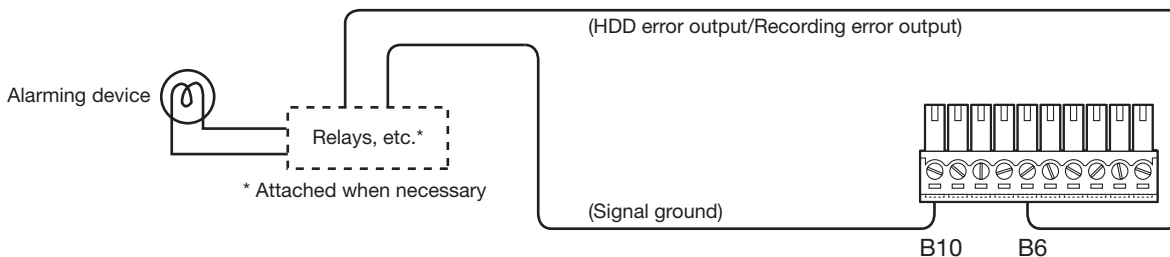 (HDD error output/Recording error output)
Alarming device
Relays, etc.*
* Attached when necessary
(Signal ground)
B10
B6